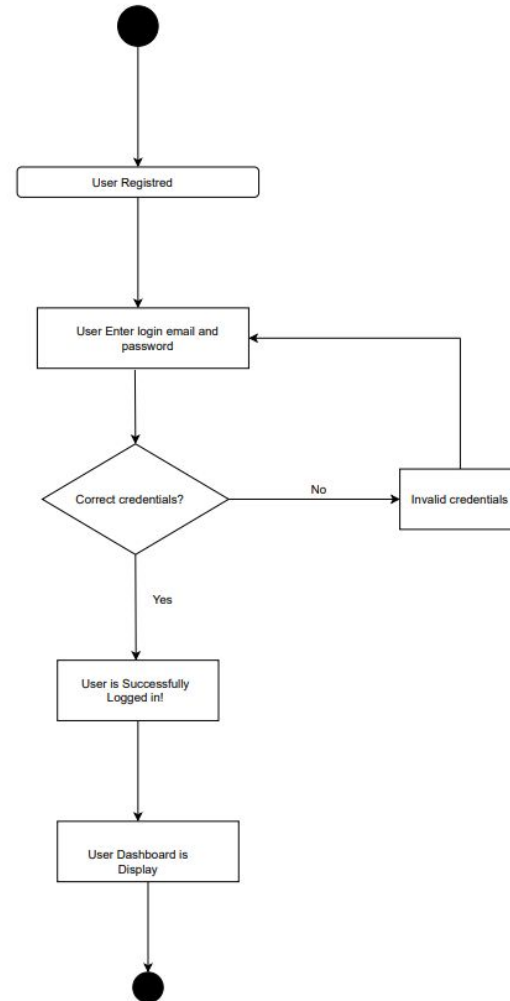 User Registred
User Enter login email and
password
Correct credentials?
No
Invalid credentials
Yes
User is Successfully
Logged in!
User Dashboard is
Display